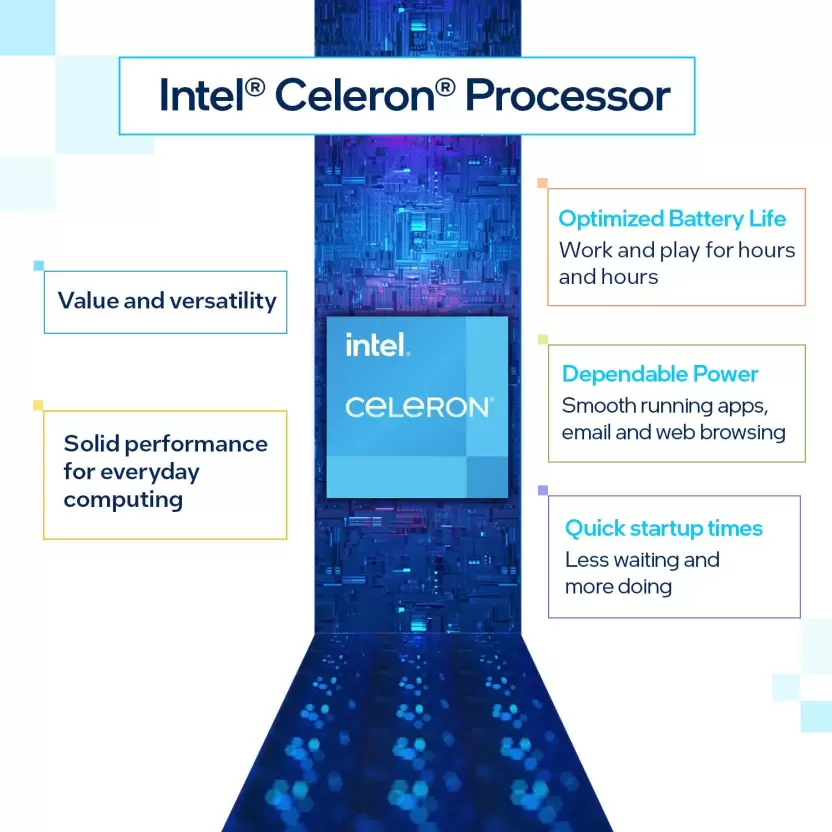 Intel® Celeron® Processor
Value and versatility
Solid performance
for everyday
computing
intel.
CELERON®
Optimized Battery Life
Work and play for hours
and hours
Dependable Power
Smooth running apps,
email and web browsing
Quick startup times
Less waiting and
more doing